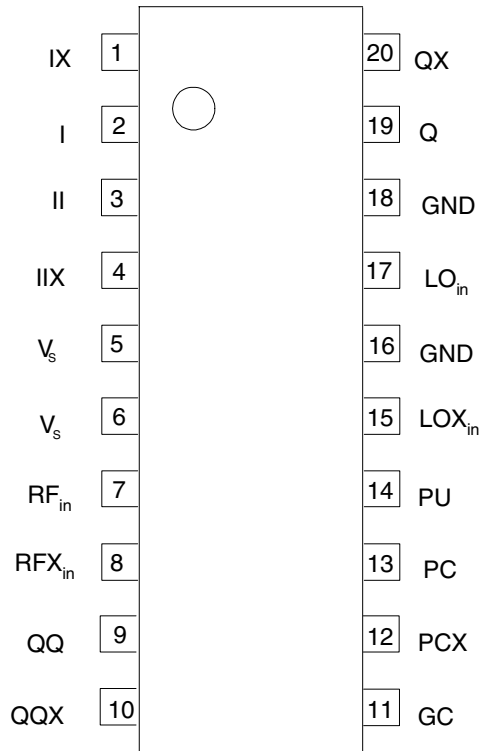 IX 1 20 QX
I 2 19 Q
II 3 18 GND
IIX 4 17 LOin
Vs 5 16 GND
Vs 6 15 LOXin
RFin 7 14 PU
RFXin 8 13 PC
QQ 9 12 PCX
QQX 10 11 GC